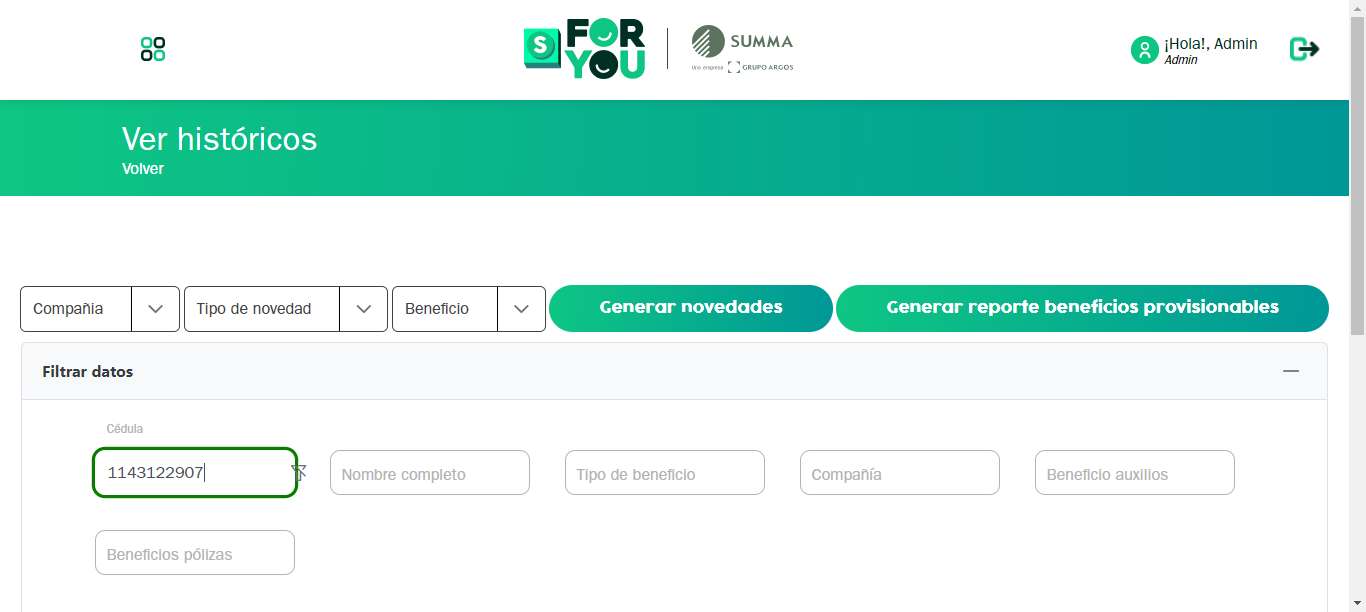 S FOR YOU
SUMMA
Una empresa GRUPO ARGOS
¡Hola!, Admin
Admin
Ver históricos
Volver
Compañia
Tipo de novedad
Beneficio
Generar novedades
Generar reporte beneficios provisionables
Filtrar datos
Cédula
1143122907
Nombre completo
Tipo de beneficio
Compañía
Beneficio auxilios
Beneficios pólizas